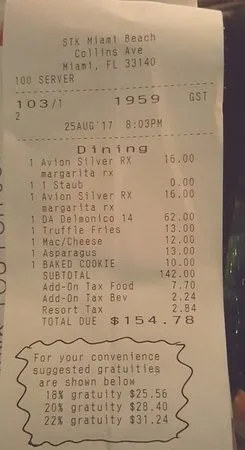 STK Miami Beach
Collins Ave
Miami, FL 33140
100 SERVER
103/1 1959 GST
2
25AUG'17 8:03PM
Dining
1 Avion Silver RX 16.00
margarita rx
1 1 Staub 0.00
1 Avion Silver RX 16.00
margarita rx
1 DA Delmonico 14 62.00
1 Truffle Fries 13.00
1 Mac/Cheese 12.00
1 Asparagus 13.00
1 BAKED COOKIE 10.00
SUBTOTAL 142.00
Add-On Tax Food 7.70
Add-On Tax Bev 2.24
Resort Tax 2.84
TOTAL DUE $154.78
For your convenience
suggested gratuities
are shown below
18% gratuity $25.56
20% gratuity $28.40
22% gratuity $31.24